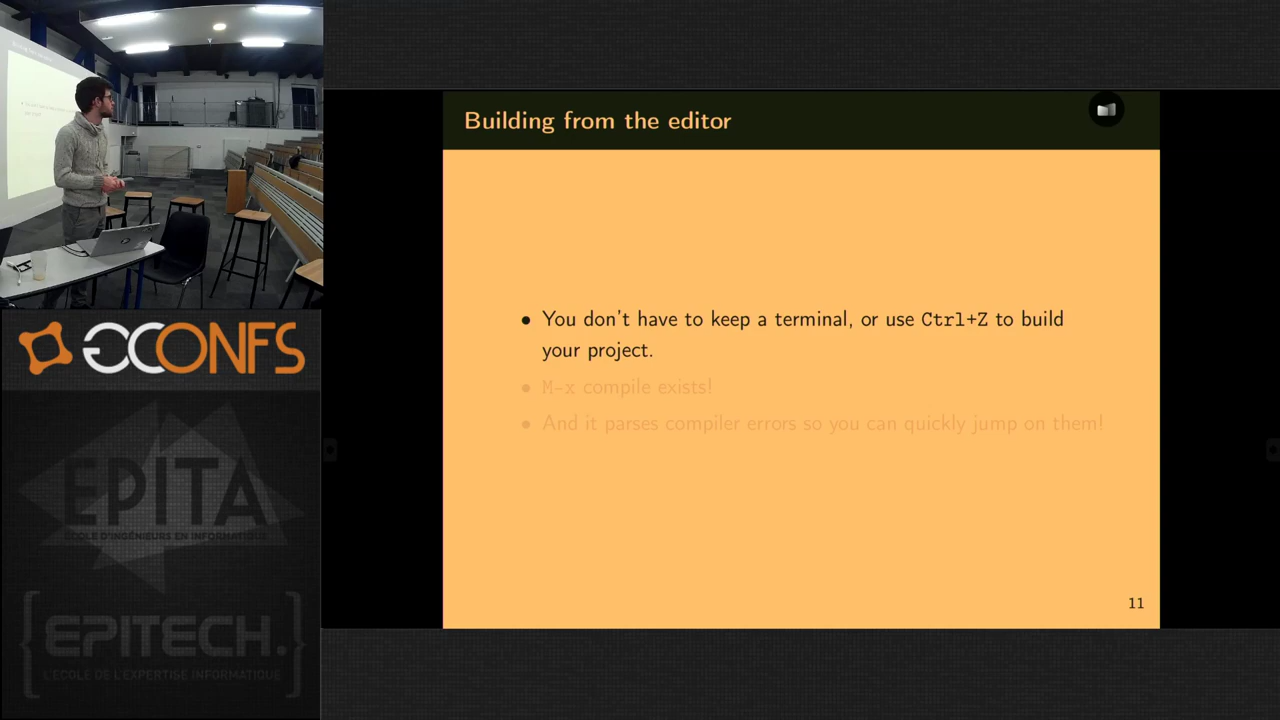 Building from the editor
• You don't have to keep a terminal, or use Ctrl+Z to build
your project.
• M-x compile exists!
• And it parses compiler errors so you can quickly jump on them!
11
GCONFS
EPITA
ÉCOLE D'INGÉNIEURS EN INFORMATIQUE
{EPITECH.}
L'ECOLE DE L'EXPERTISE INFORMATIQUE